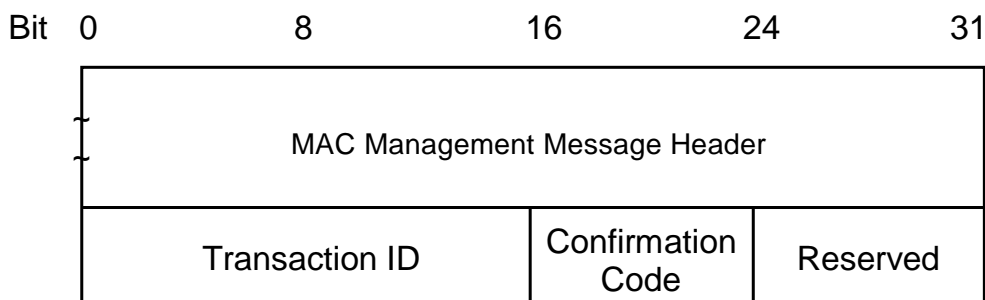 Bit 0 8 16 24 31
MAC Management Message Header
Transaction ID
Confirmation
Code
Reserved